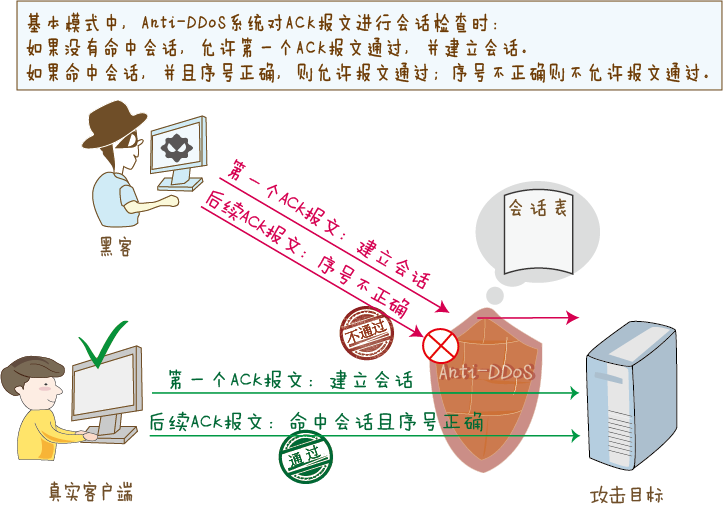 基本模式中，Anti-DDoS系统对ACK报文进行会话检查时：
如果没有命中会话，允许第一个ACK报文通过，并建立会话。
如果命中会话，并且序号正确，则允许报文通过；序号不正确则不允许报文通过。
黑客
第一个ACK报文：建立会话
后续ACK报文：序号不正确
会话表
不通过
Anti-DDoS
第一个ACK报文：建立会话
后续ACK报文：命中会话且序号正确
通过
真实客户端
攻击目标